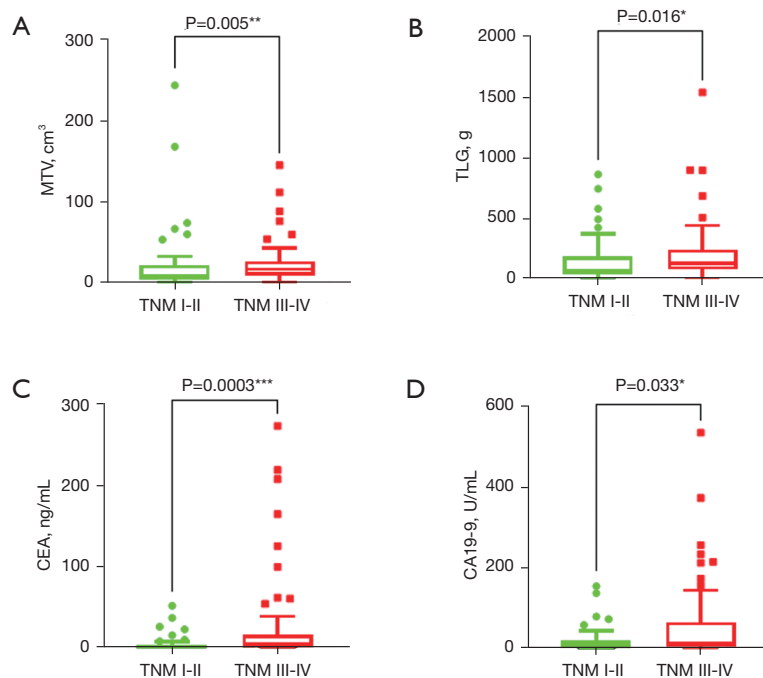 A
P=0.005**
300
200
100
0
MTV, cm³
TNM I-II TNM III-IV
B
P=0.016*
2000
1500
1000
500
0
TLG, g
TNM I-II TNM III-IV
C
P=0.0003***
300
200
100
0
CEA, ng/mL
TNM I-II TNM III-IV
D
P=0.033*
600
400
200
0
CA19-9, U/mL
TNM I-II TNM III-IV